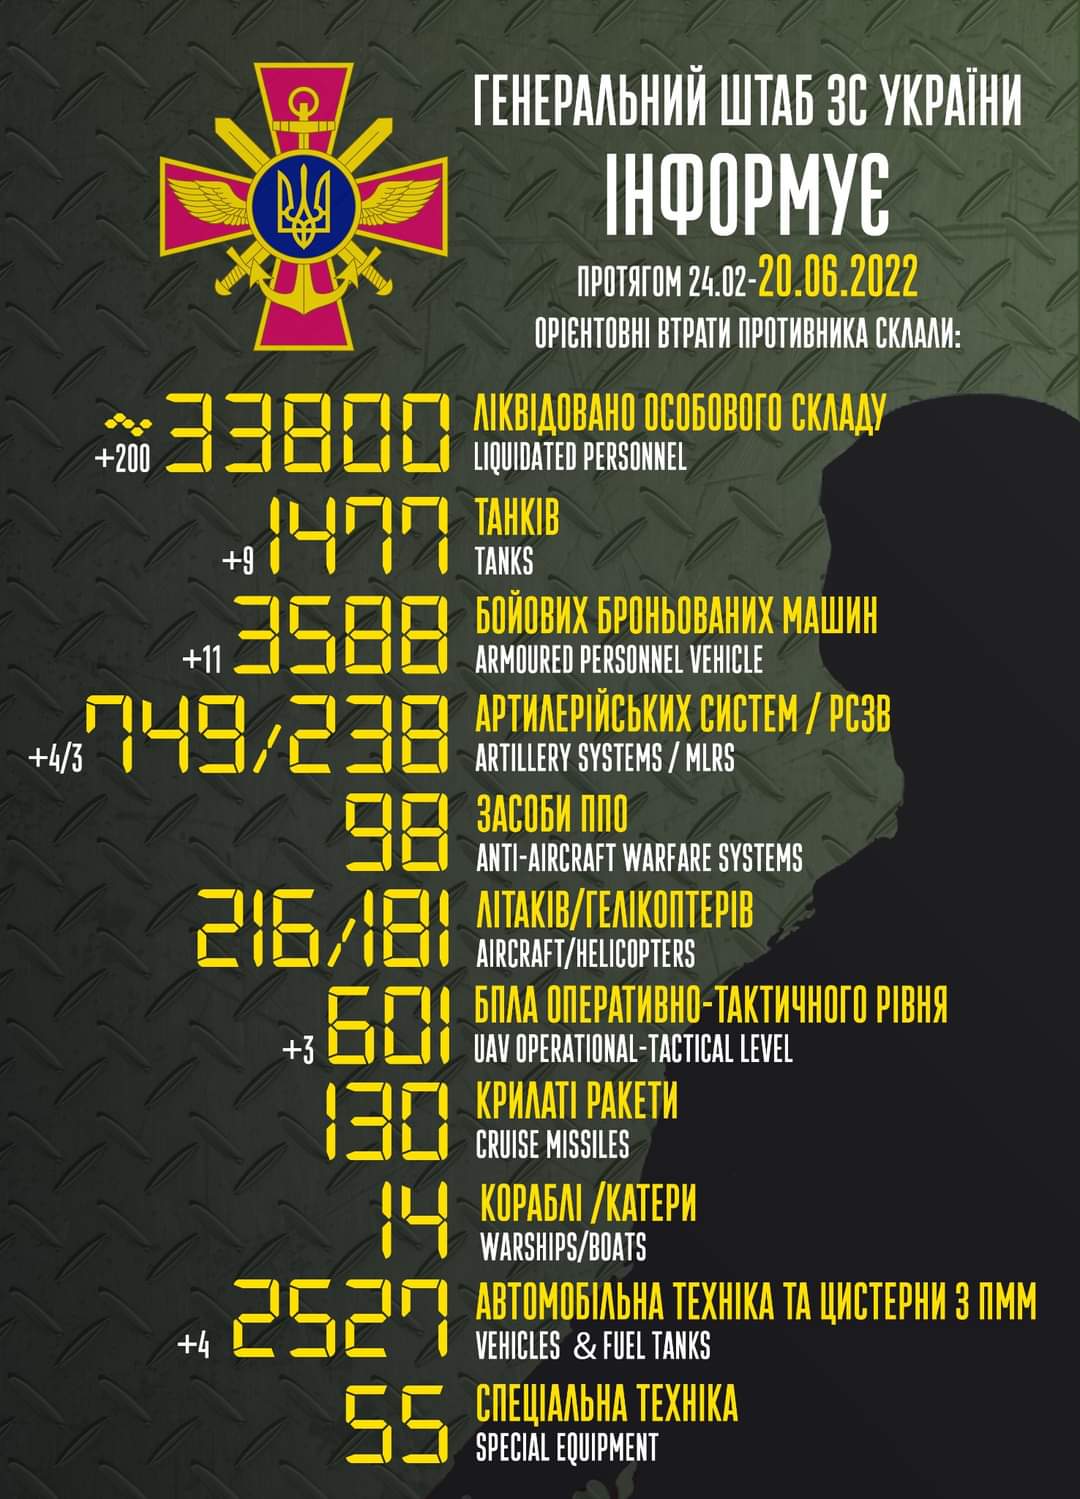 ГЕНЕРАЛЬНИЙ ШТАБ ЗС УКРАЇНИ
ІНФОРМУЄ
ПРОТЯГОМ 24.02-20.06.2022
ОРІЄНТОВНІ ВТРАТИ ПРОТИВНИКА СКЛАЛИ:
+200 ~33800 ЛІКВІДОВАНО ОСОБОВОГО СКЛАДУ
LIQUIDATED PERSONNEL
+9 1477 ТАНКІВ
TANKS
+11 3588 БОЙОВИХ БРОНЬОВАНИХ МАШИН
ARMOURED PERSONNEL VEHICLE
+4/3 749/238 АРТИЛЕРІЙСЬКИХ СИСТЕМ / РСЗВ
ARTILLERY SYSTEMS / MLRS
98 ЗАСОБИ ППО
ANTI-AIRCRAFT WARFARE SYSTEMS
216/181 ЛІТАКІВ/ГЕЛІКОПТЕРІВ
AIRCRAFT/HELICOPTERS
+3 601 БПЛА ОПЕРАТИВНО-ТАКТИЧНОГО РІВНЯ
UAV OPERATIONAL-TACTICAL LEVEL
130 КРИЛАТІ РАКЕТИ
CRUISE MISSILES
14 КОРАБЛІ /КАТЕРИ
WARSHIPS/BOATS
+4 2527 АВТОМОБІЛЬНА ТЕХНІКА ТА ЦИСТЕРНИ З ПММ
VEHICLES & FUEL TANKS
55 СПЕЦІАЛЬНА ТЕХНІКА
SPECIAL EQUIPMENT